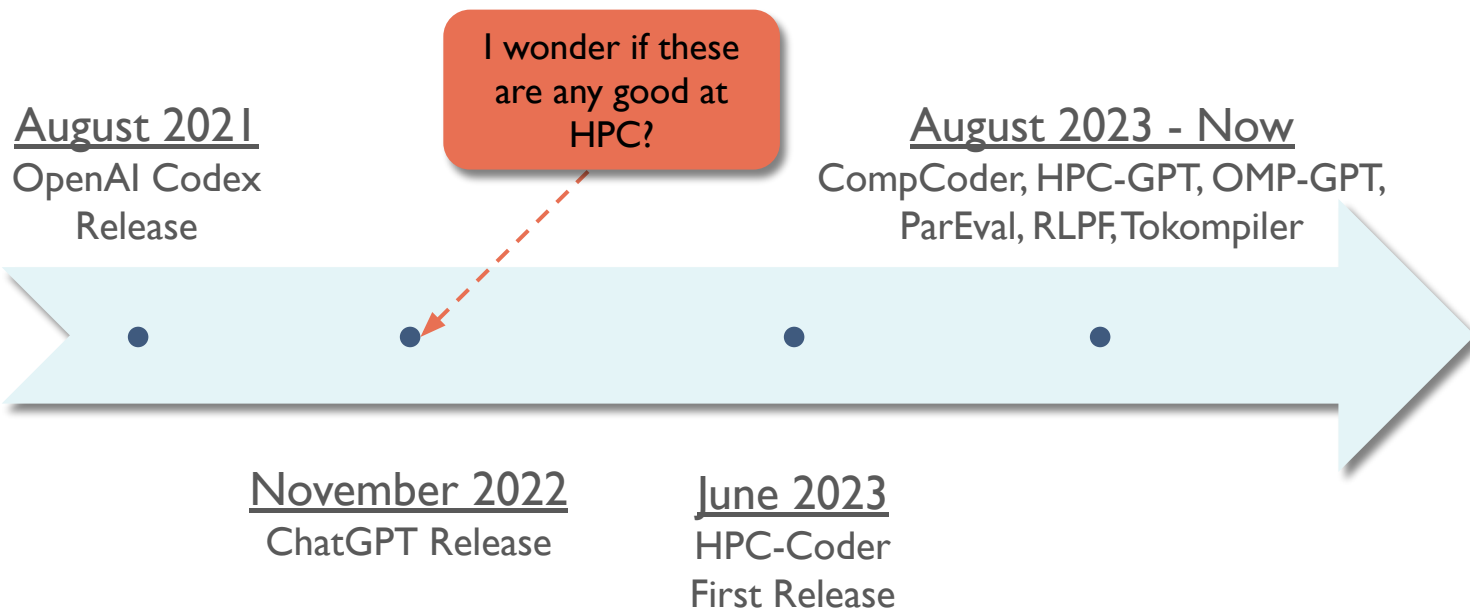 I wonder if these
are any good at
HPC?
August 2021
OpenAI Codex
Release
August 2023 - Now
CompCoder, HPC-GPT, OMP-GPT,
ParEval, RLPF, Tokompiler
November 2022
ChatGPT Release
June 2023
HPC-Coder
First Release